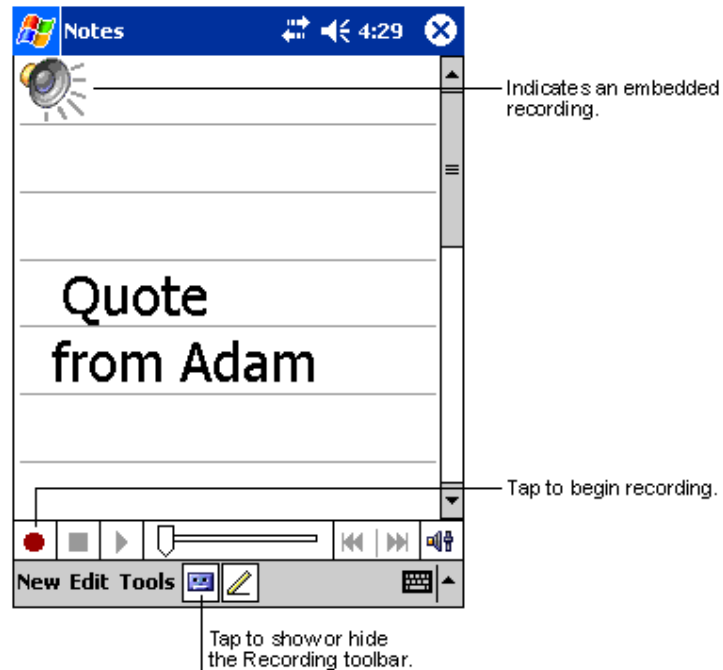 Notes 4:29
Indicates an embedded
recording.
Quote
from Adam
Tap to begin recording.
New Edit Tools
Tap to show or hide
the Recording toolbar.